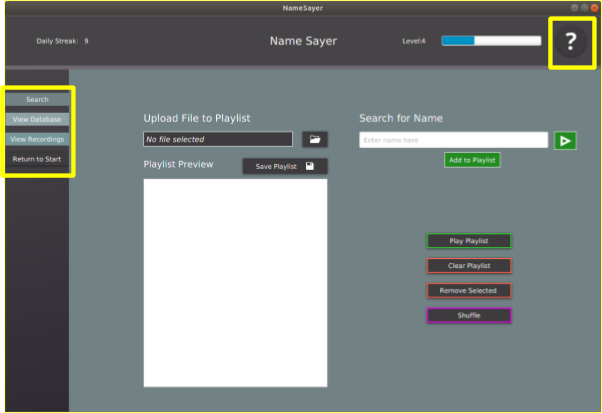 NameSayer
Daily Streak: 9
Name Sayer
Level:4
?
Search
View Database
View Recordings
Return to Start
Upload File to Playlist
No file selected
Playlist Preview
Save Playlist
Search for Name
Enter name here
Add to Playlist
Play Playlist
Clear Playlist
Remove Selected
Shuffle